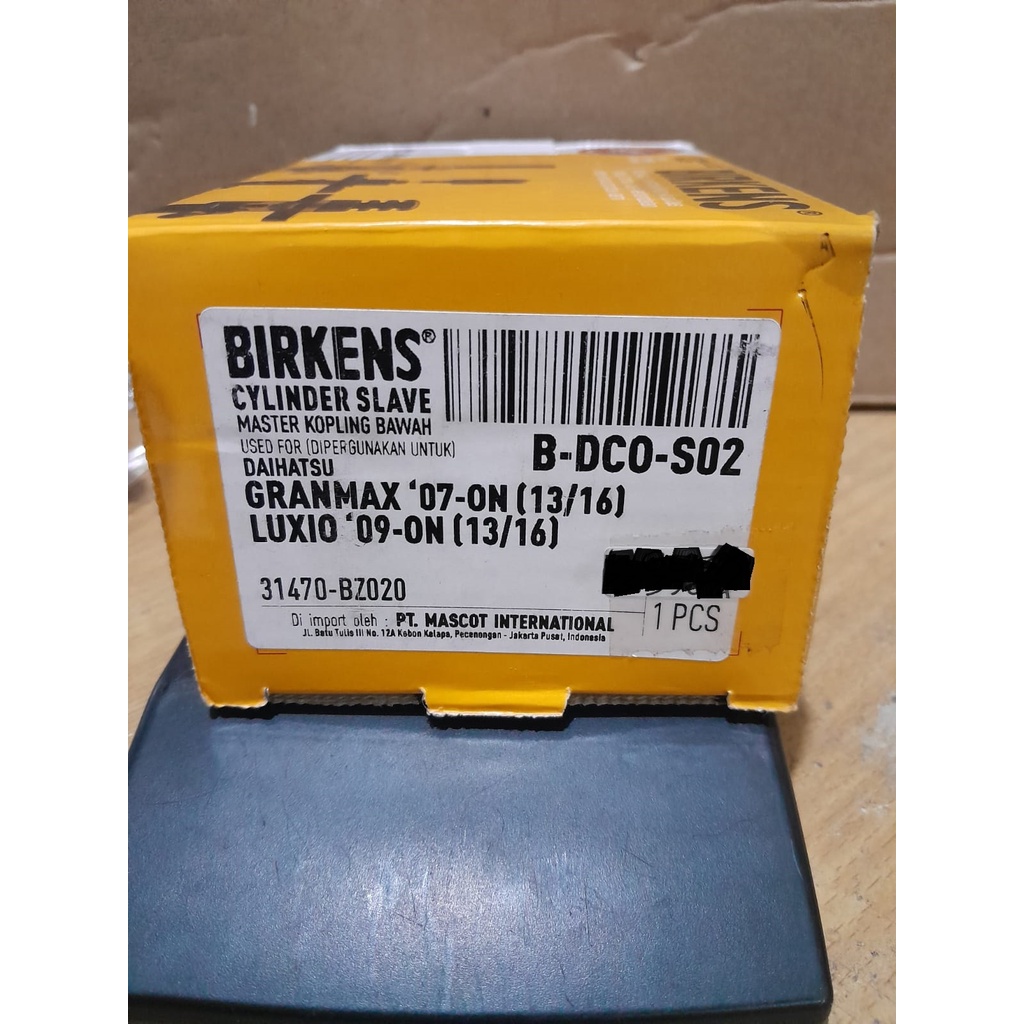 BIRKENS®
BIRKENS®
CYLINDER SLAVE
MASTER KOPLING BAWAH
USED FOR (DIPERGUNAKAN UNTUK)
B-DCO-S02
DAIHATSU
GRANMAX '07-ON (13/16)
LUXIO '09-ON (13/16)
31470-BZ020
1 PCS
Di import oleh : PT. MASCOT INTERNATIONAL
JL. Batu Tulis III No. 12A Kebon Kelapa, Pecenongan - Jakarta Pusat, Indonesia